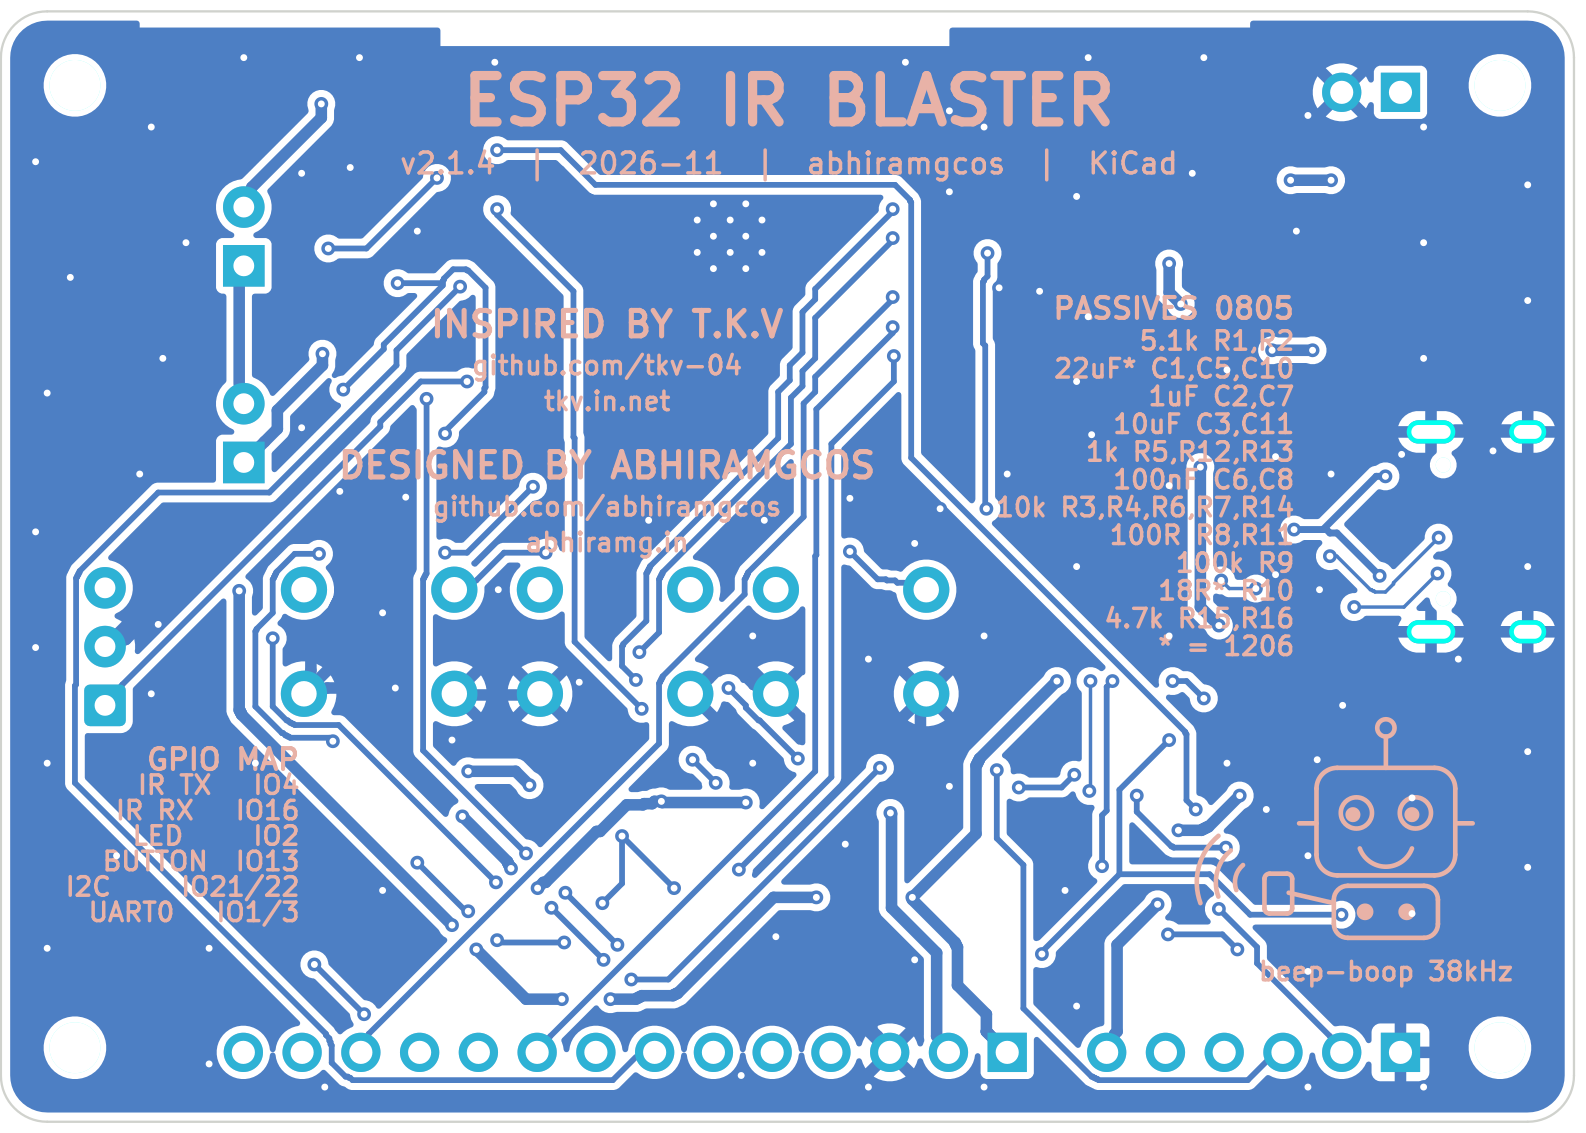 ESP32 IR BLASTER
v2.1.4 | 2026-11 | abhiramgcos | KiCad
INSPIRED BY T.K.V
github.com/tkv-04
tkv.in.net
DESIGNED BY ABHIRAMGCOS
github.com/abhiramgcos
abhiramg.in
PASSIVES 0805
5.1k R1,R2
22uF* C1,C5,C10
1uF C2,C7
10uF C3,C11
1k R5,R12,R13
100nF C6,C8
10k R3,R4,R6,R7,R14
100R R8,R11
100k R9
18R* R10
4.7k R15,R16
* = 1206
GPIO MAP
IR TX IO4
IR RX IO16
LED IO2
BUTTON IO13
I2C IO21/22
UART0 IO1/3
beep-boop 38kHz